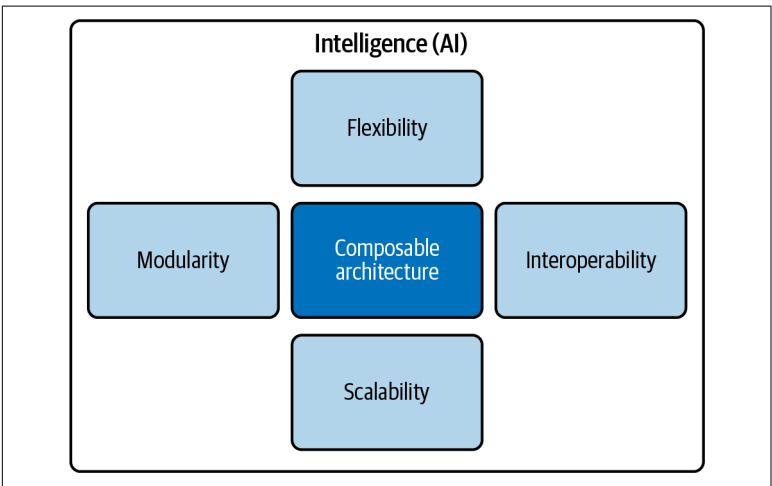 Intelligence (AI)
Flexibility
Modularity
Composable
architecture
Interoperability
Scalability